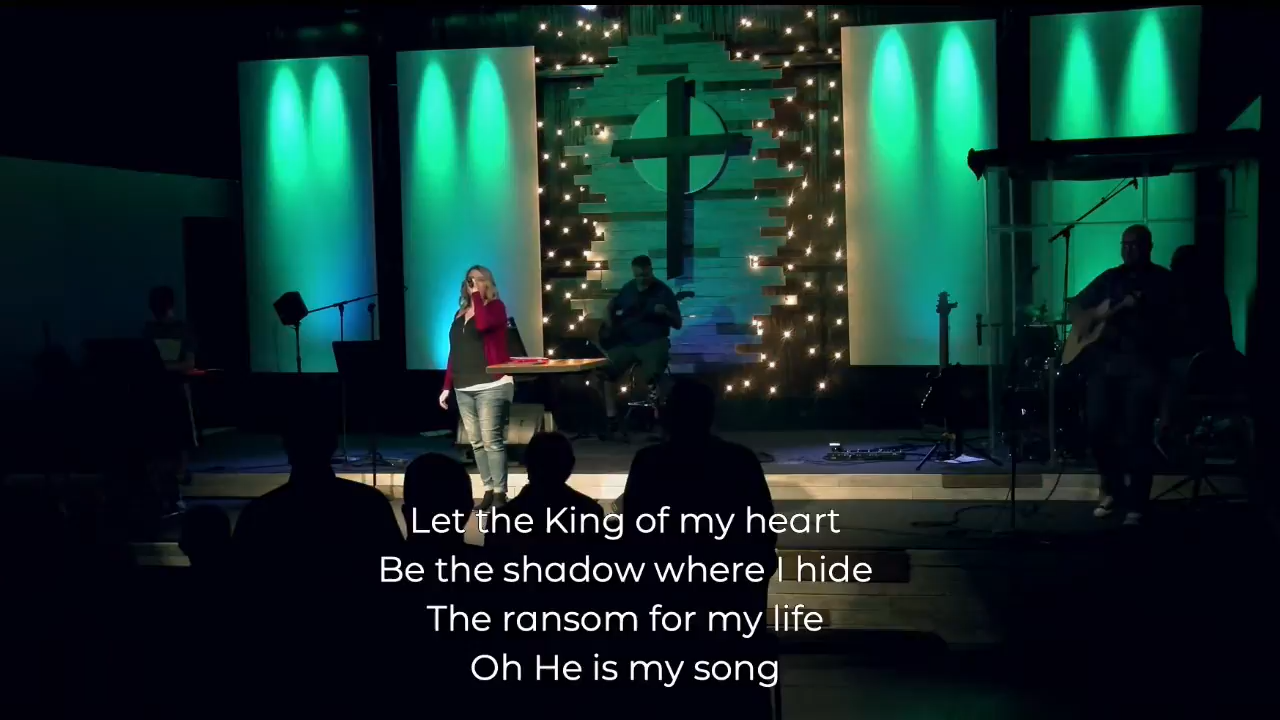 Let the King of my heart
Be the shadow where I hide
The ransom for my life
Oh He is my song